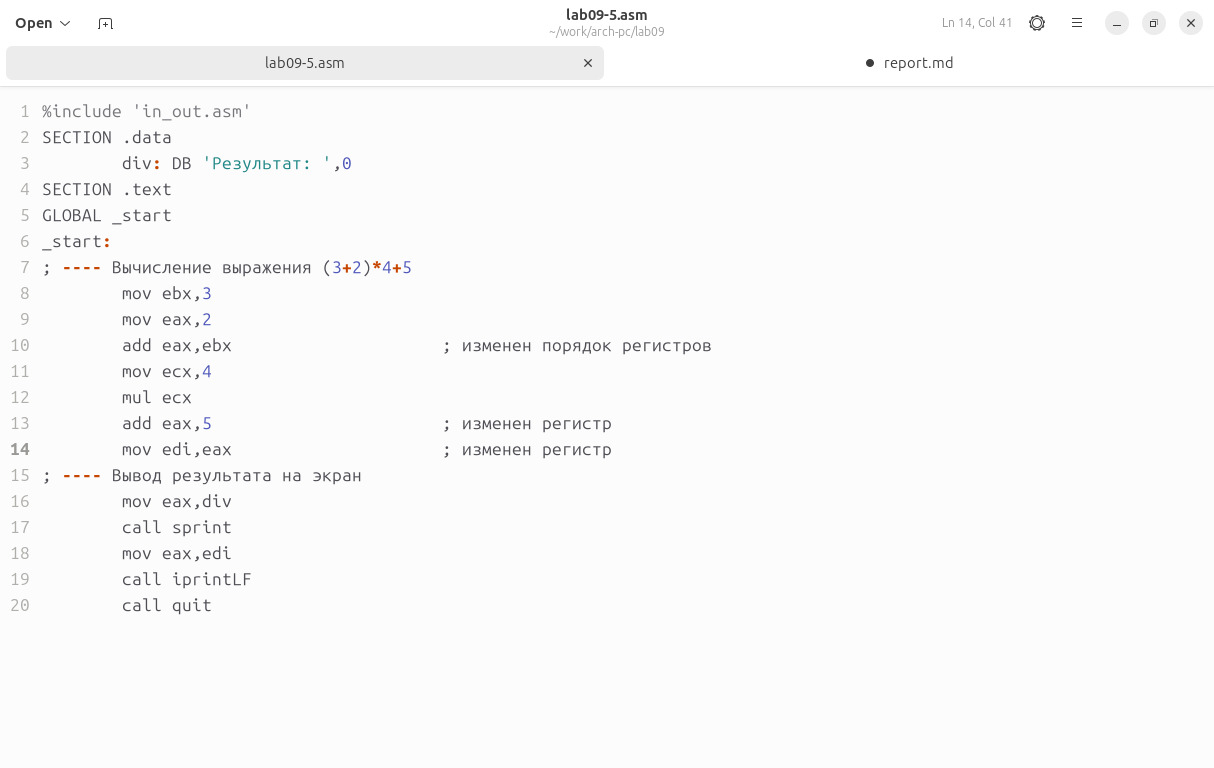 Open
lab09-5.asm
~/work/arch-pc/lab09
Ln 14, Col 41
lab09-5.asm
report.md
1 %include 'in_out.asm'
2 SECTION .data
3 div: DB 'Результат: ',0
4 SECTION .text
5 GLOBAL _start
6 _start:
7 ; ---- Вычисление выражения (3+2)*4+5
8 mov ebx,3
9 mov eax,2
10 add eax,ebx ; изменен порядок регистров
11 mov ecx,4
12 mul ecx
13 add eax,5 ; изменен регистр
14 mov edi,eax ; изменен регистр
15 ; ---- Вывод результата на экран
16 mov eax,div
17 call sprint
18 mov eax,edi
19 call iprintLF
20 call quit